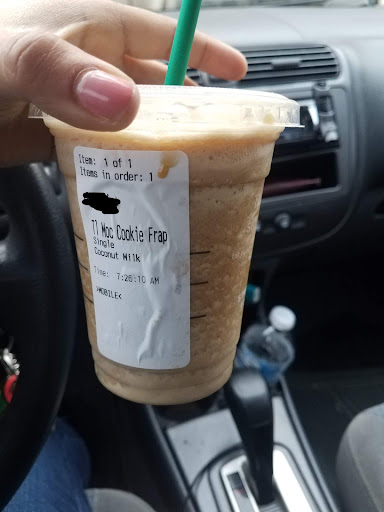 Item: 1 of 1
Items in order: 1
Tl Moc Cookie Frap
Single
Coconut Milk
Time: 7:26:10 AM
>MOBILE<